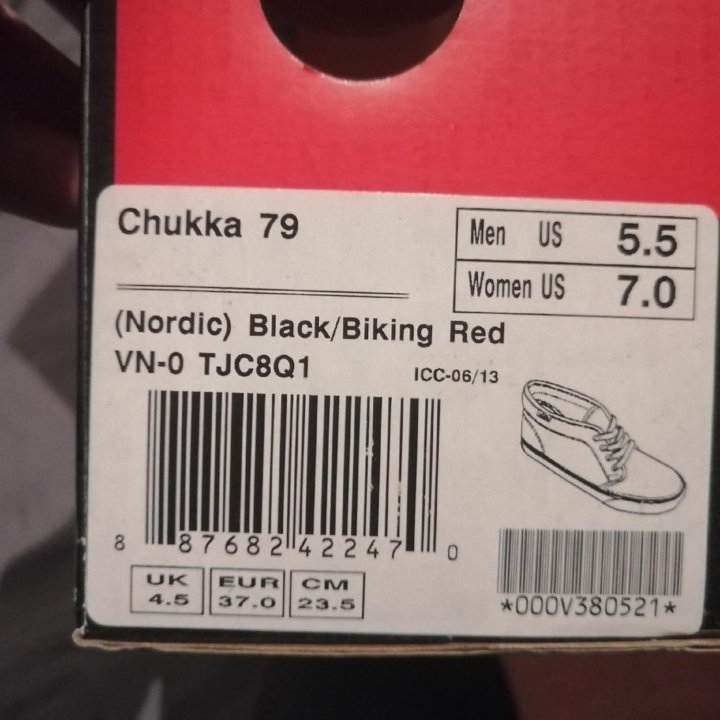 Chukka 79
Men US 5.5
Women US 7.0
(Nordic) Black/Biking Red
VN-0 TJC8Q1
ICC-06/13
8 87682 42247 0
UK 4.5
EUR 37.0
CM 23.5
*000V380521*